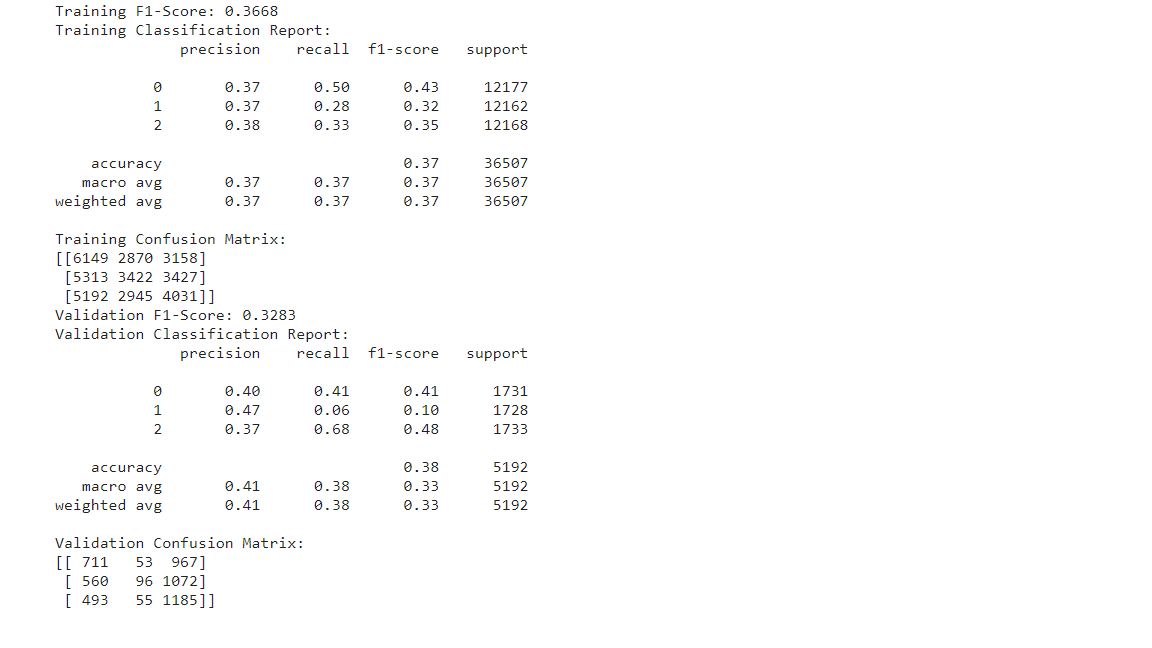 Training F1-Score: 0.3668
Training Classification Report:
              precision    recall  f1-score   support

           0       0.37      0.50      0.43     12177
           1       0.37      0.28      0.32     12162
           2       0.38      0.33      0.35     12168

    accuracy                           0.37     36507
   macro avg       0.37      0.37      0.37     36507
weighted avg       0.37      0.37      0.37     36507

Training Confusion Matrix:
[[6149 2870 3158]
 [5313 3422 3427]
 [5192 2945 4031]]
Validation F1-Score: 0.3283
Validation Classification Report:
              precision    recall  f1-score   support

           0       0.40      0.41      0.41      1731
           1       0.47      0.06      0.10      1728
           2       0.37      0.68      0.48      1733

    accuracy                           0.38      5192
   macro avg       0.41      0.38      0.33      5192
weighted avg       0.41      0.38      0.33      5192

Validation Confusion Matrix:
[[ 711   53  967]
 [ 560   96 1072]
 [ 493   55 1185]]